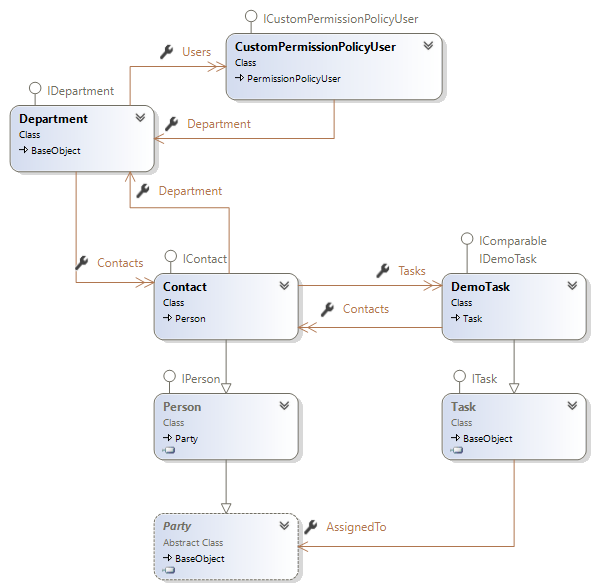 ICustomPermissionPolicyUser
CustomPermissionPolicyUser
Class
PermissionPolicyUser
Users
IDepartment
Department
Class
BaseObject
Department
Department
Contacts
IContact
Contact
Class
Person
Tasks
Contacts
IComparable
IDemoTask
DemoTask
Class
Task
IPerson
Person
Class
Party
ITask
Task
Class
BaseObject
Party
Abstract Class
BaseObject
AssignedTo